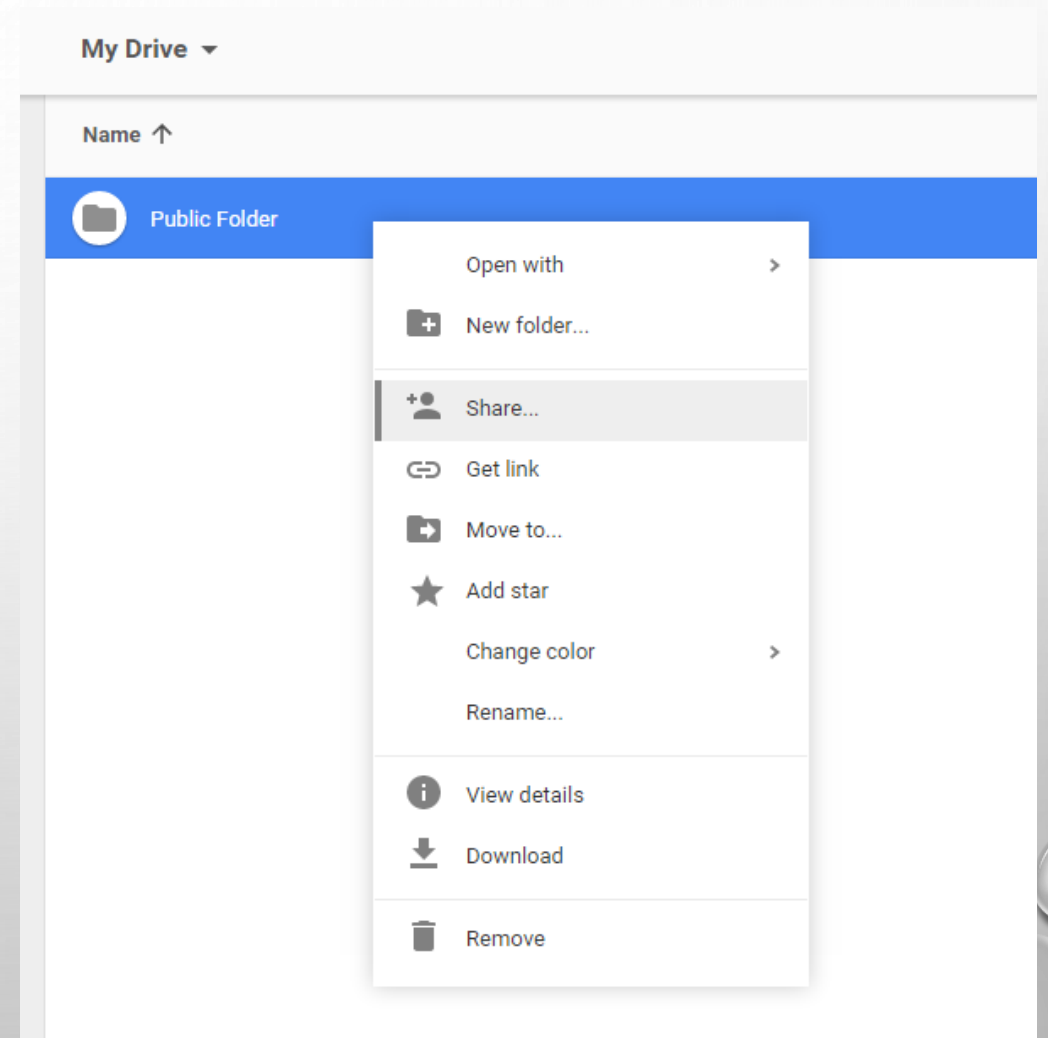 My Drive
Name
Public Folder
Open with
New folder...
Share...
Get link
Move to...
Add star
Change color
Rename...
View details
Download
Remove